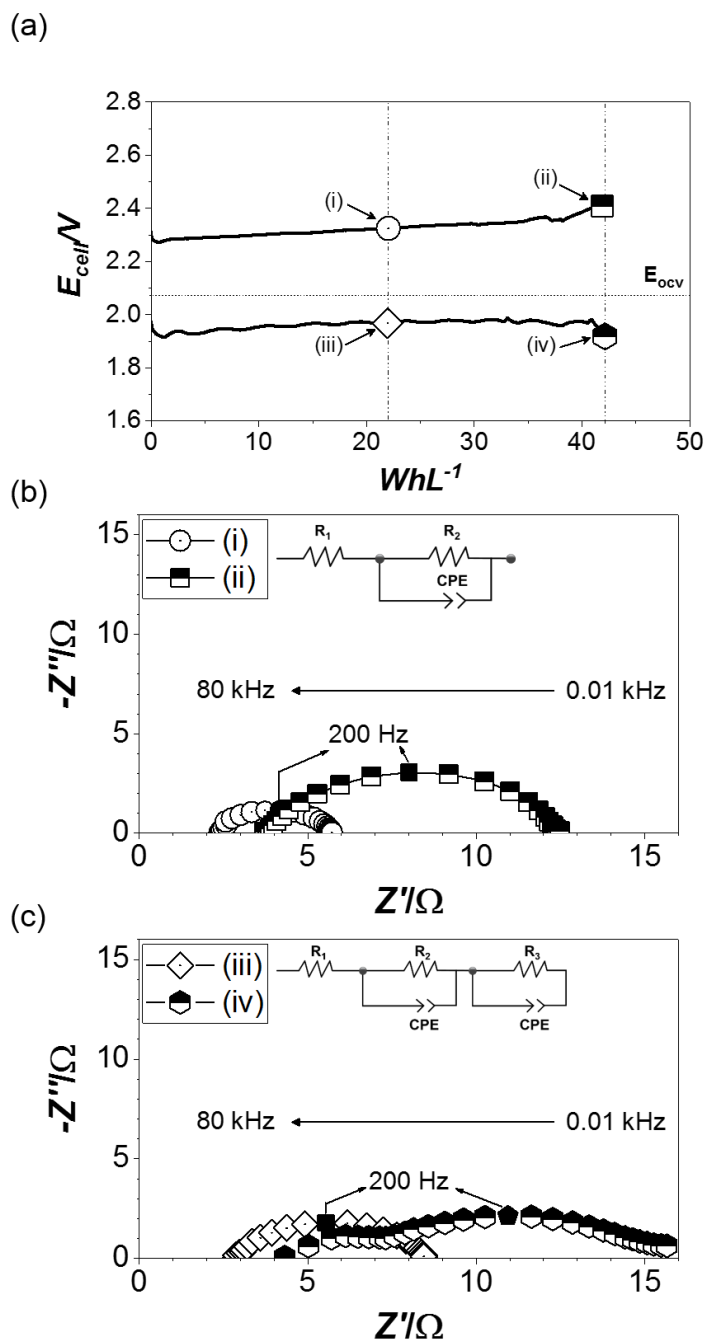 (a)
E_cell/V
2.8
2.6
2.4
2.2
2.0
1.8
1.6
(i)
(ii)
E_ocv
(iii)
(iv)
0 10 20 30 40 50
WhL^-1
(b)
-Z''/Ω
15
10
5
0
(i)
(ii)
R₁ R₂
CPE
80 kHz 0.01 kHz
200 Hz
0 5 10 15
Z'/Ω
(c)
-Z''/Ω
15
10
5
0
(iii)
(iv)
R₁ R₂ R₃
CPE CPE
80 kHz 0.01 kHz
200 Hz
0 5 10 15
Z'/Ω